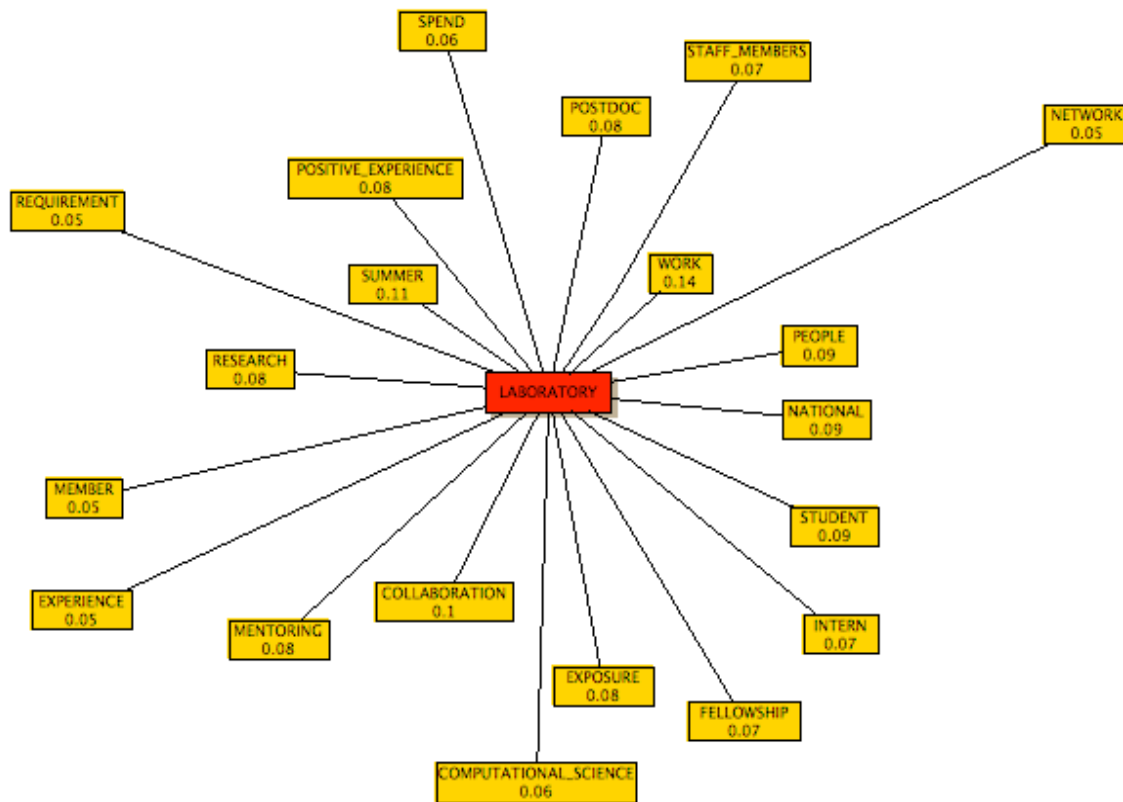 SPEND
0.06
STAFF_MEMBERS
0.07
POSTDOC
0.08
NETWORK
0.05
POSITIVE_EXPERIENCE
0.08
REQUIREMENT
0.05
WORK
0.14
SUMMER
0.11
PEOPLE
0.09
RESEARCH
0.08
LABORATORY
NATIONAL
0.09
MEMBER
0.05
STUDENT
0.09
COLLABORATION
0.1
EXPERIENCE
0.05
MENTORING
0.08
INTERN
0.07
EXPOSURE
0.08
FELLOWSHIP
0.07
COMPUTATIONAL_SCIENCE
0.06